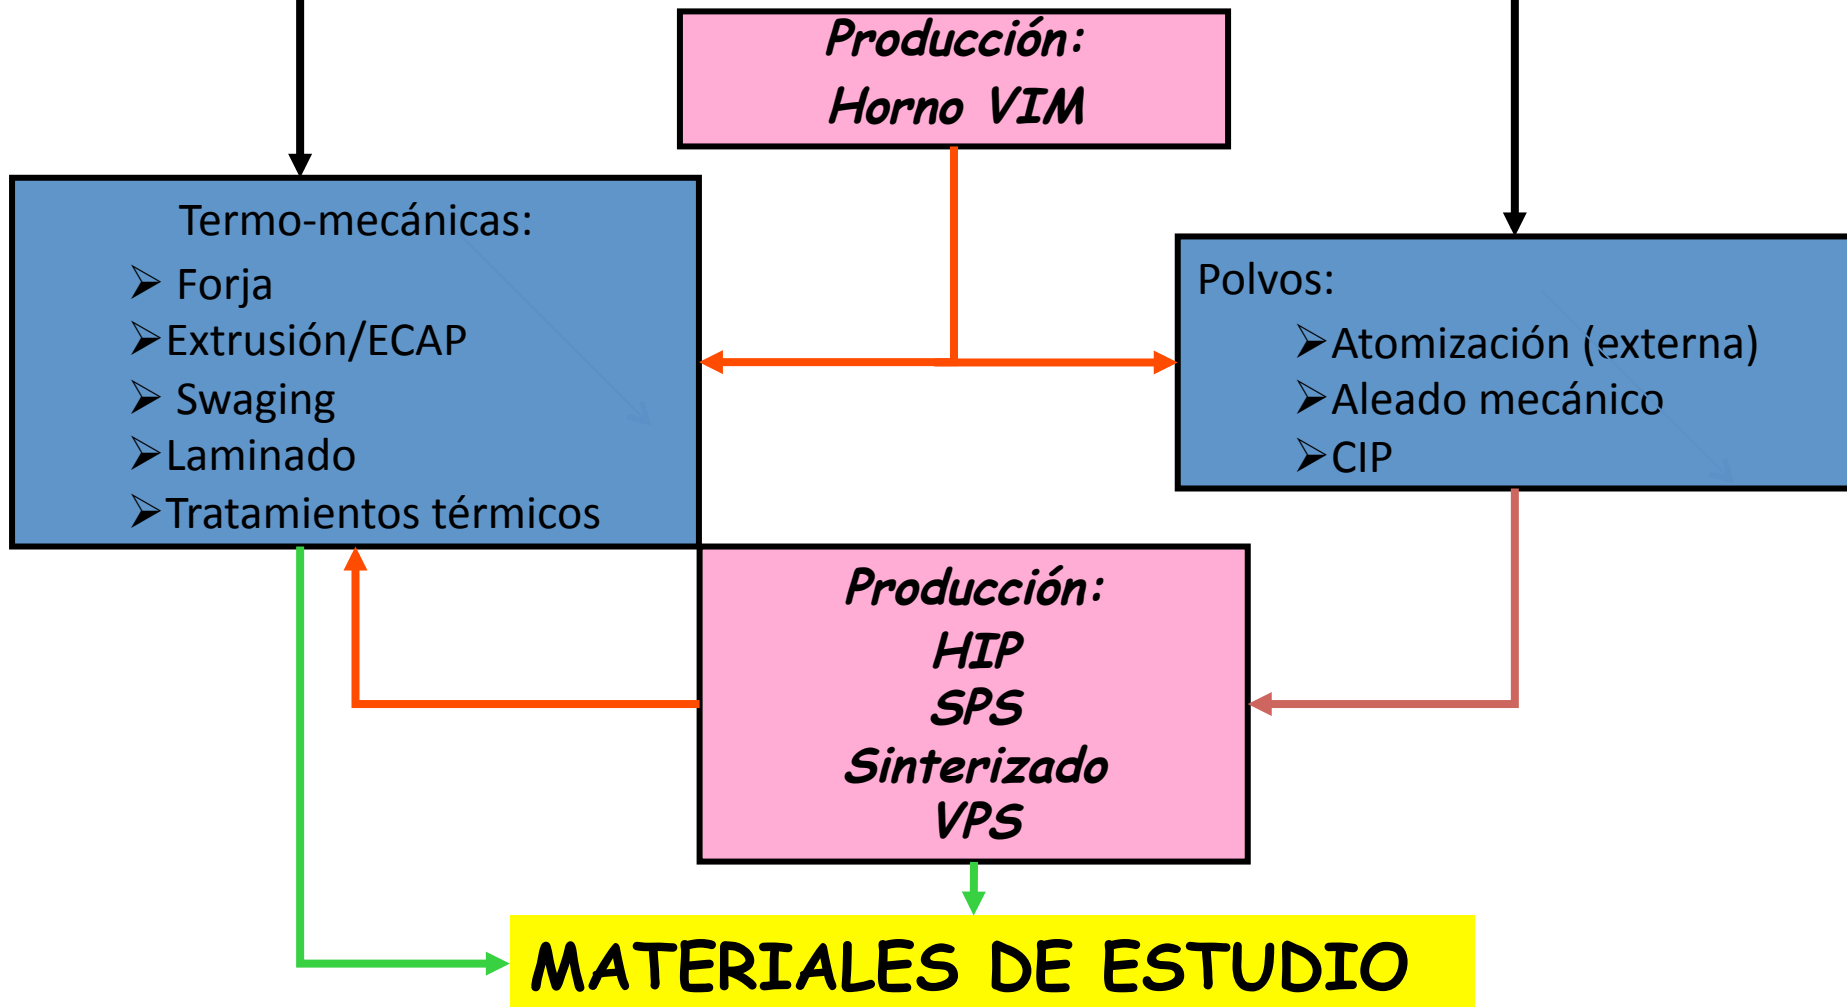 Producción:
Horno VIM
Termo-mecánicas:
➢ Forja
➢Extrusión/ECAP
➢ Swaging
➢Laminado
➢Tratamientos térmicos
Polvos:
➢Atomización (externa)
➢Aleado mecánico
➢CIP
Producción:
HIP
SPS
Sinterizado
VPS
MATERIALES DE ESTUDIO